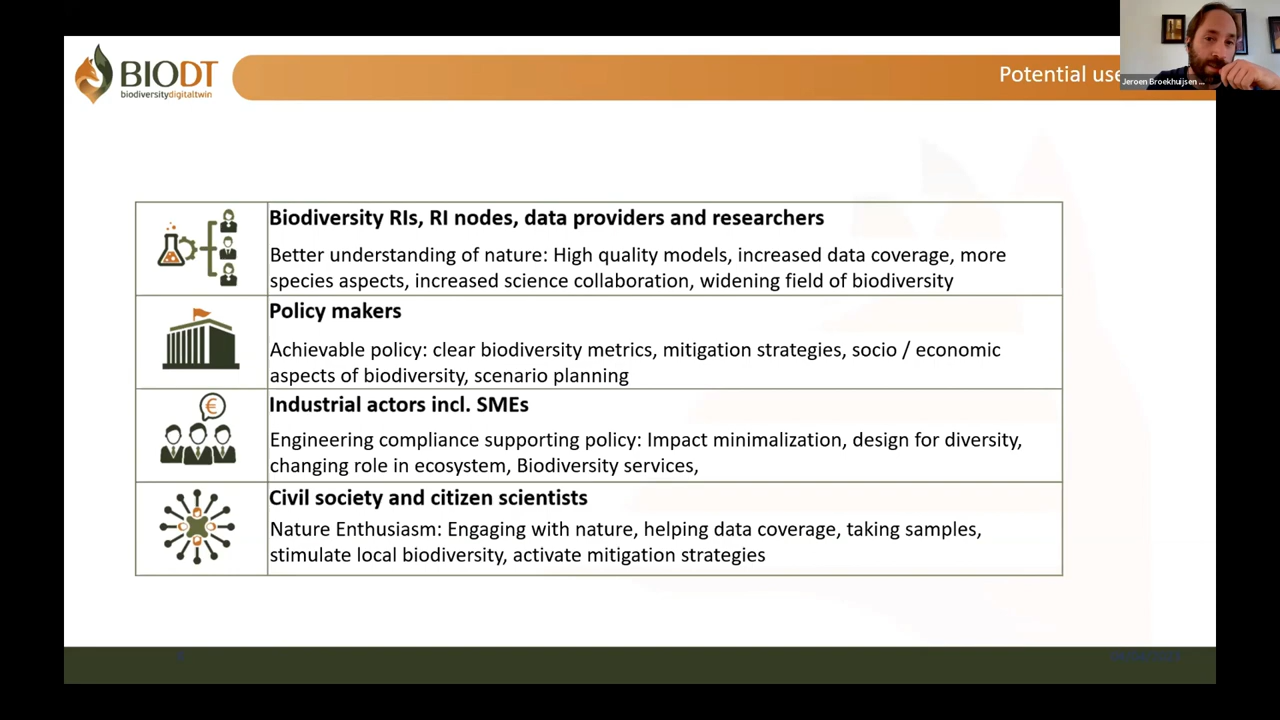 BIODT
biodiversitydigitaltwin
Potential use
Jeroen Broekhuijsen ...
Biodiversity RIs, RI nodes, data providers and researchers
Better understanding of nature: High quality models, increased data coverage, more
species aspects, increased science collaboration, widening field of biodiversity
Policy makers
Achievable policy: clear biodiversity metrics, mitigation strategies, socio / economic
aspects of biodiversity, scenario planning
€
Industrial actors incl. SMEs
Engineering compliance supporting policy: Impact minimalization, design for diversity,
changing role in ecosystem, Biodiversity services,
Civil society and citizen scientists
Nature Enthusiasm: Engaging with nature, helping data coverage, taking samples,
stimulate local biodiversity, activate mitigation strategies